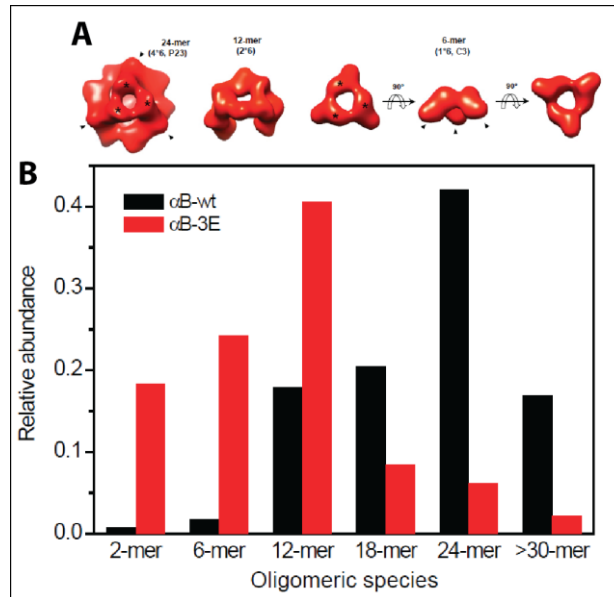 A
24-mer
(4*6, P23)
12-mer
(2*6)
6-mer
(1*6, C3)
90°
90°
*
*
*
*
*
B
αB-wt
αB-3E
Relative abundance
0.4
0.3
0.2
0.1
0.0
2-mer 6-mer 12-mer 18-mer 24-mer >30-mer
Oligomeric species